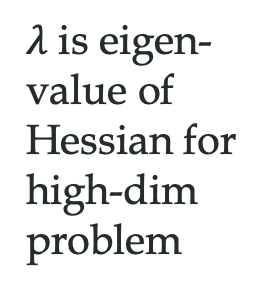 λ is eigen-
value of
Hessian for
high-dim
problem